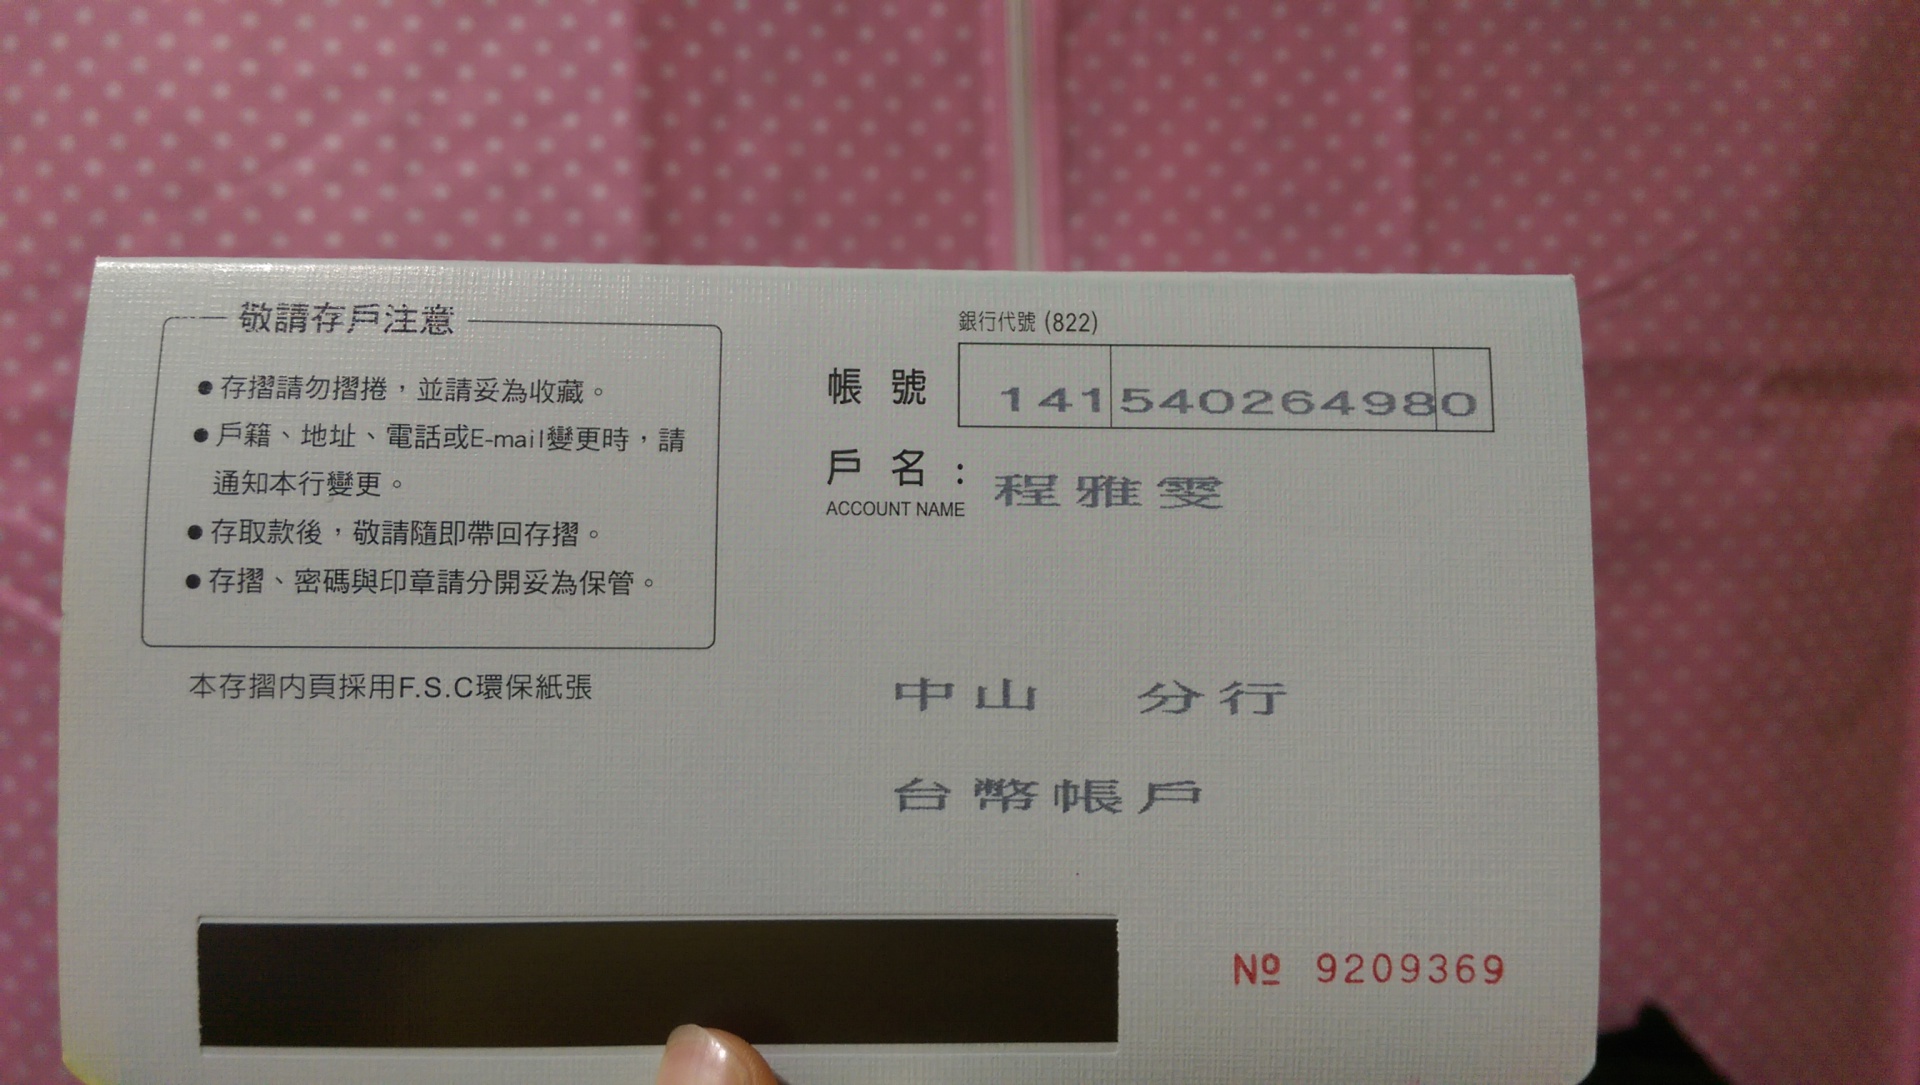 敬請存戶注意
●存摺請勿摺捲，並請妥為收藏。
●戶籍、地址、電話或E-mail變更時，請
通知本行變更。
●存取款後，敬請隨即帶回存摺。
●存摺、密碼與印章請分開妥為保管。
本存摺內頁採用F.S.C環保紙張
銀行代號 (822)
帳號 141540264980
戶名：程雅雯
ACCOUNT NAME
中山 分行
台幣帳戶
№ 9209369